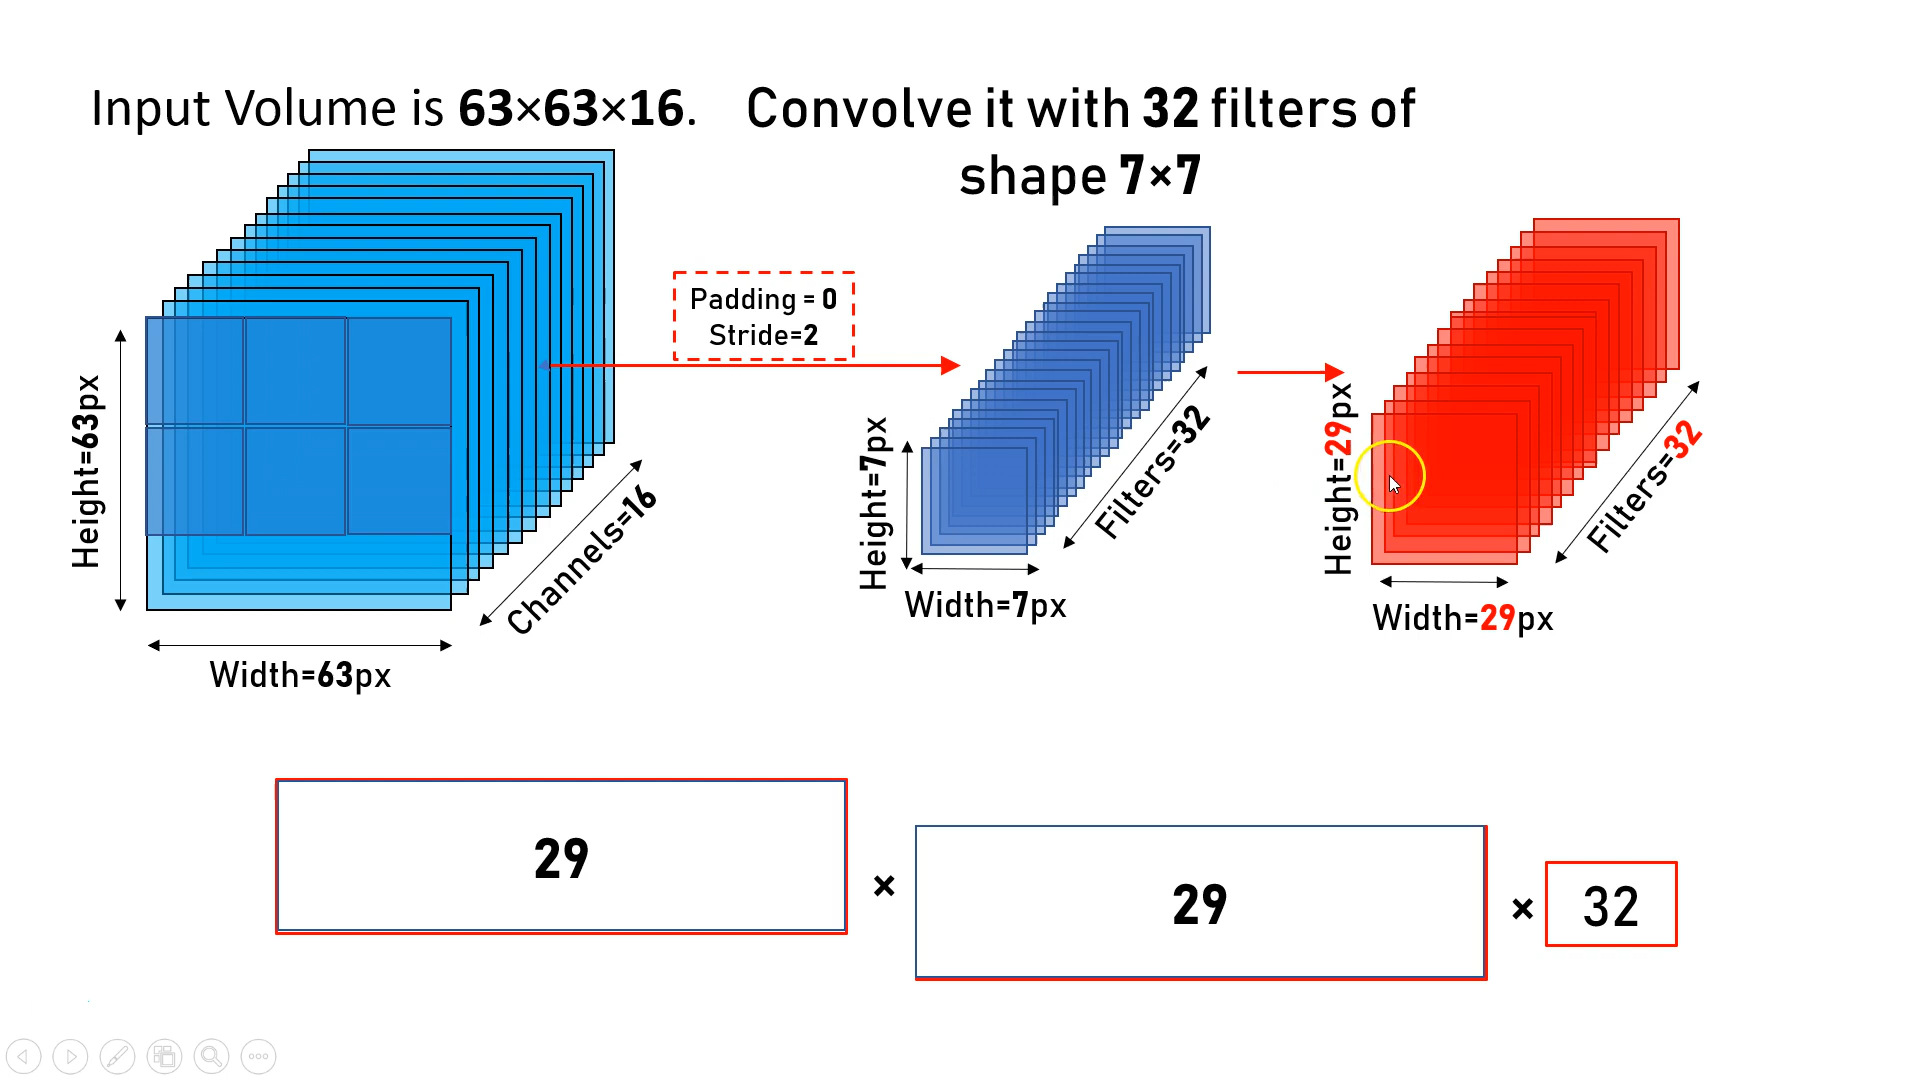 Input Volume is 63×63×16.
Convolve it with 32 filters of
shape 7×7
Padding = 0
Stride=2
Height=63px
Width=63px
Channels=16
Height=7px
Width=7px
Filters=32
Height=29px
Width=29px
Filters=32
29
×
29
×
32